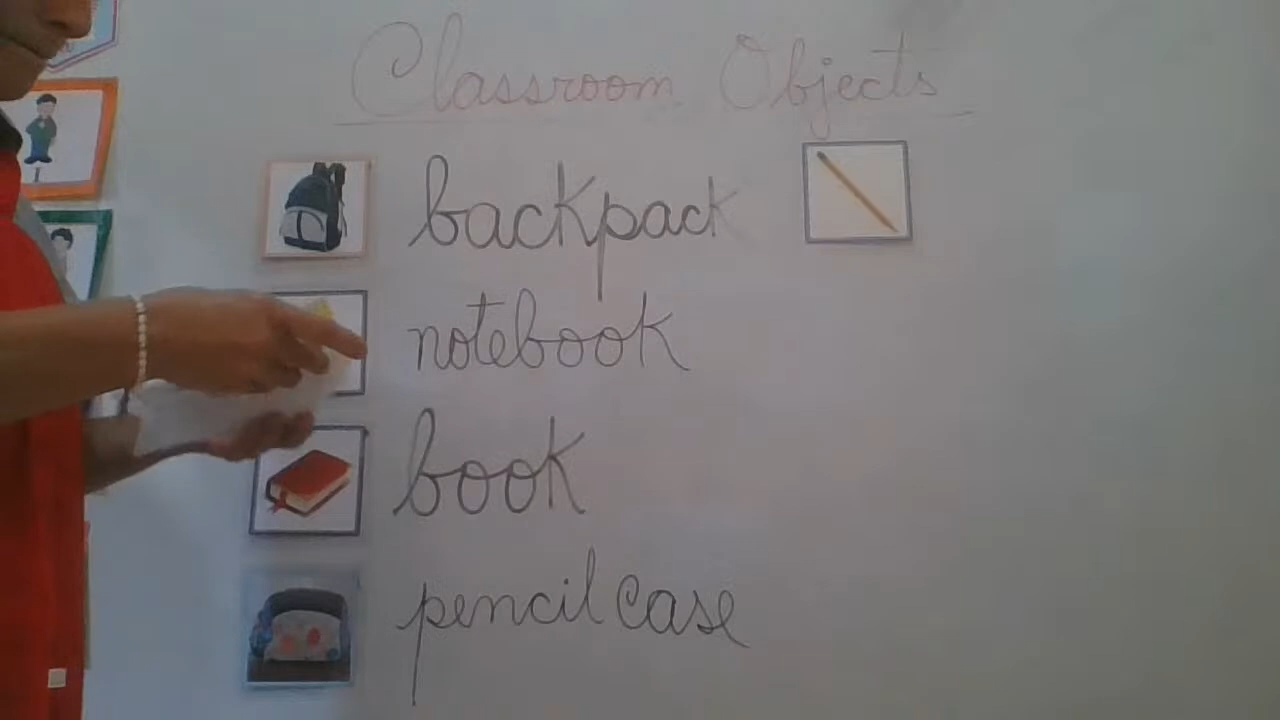 Classroom Objects
backpack
notebook
book
pencil case